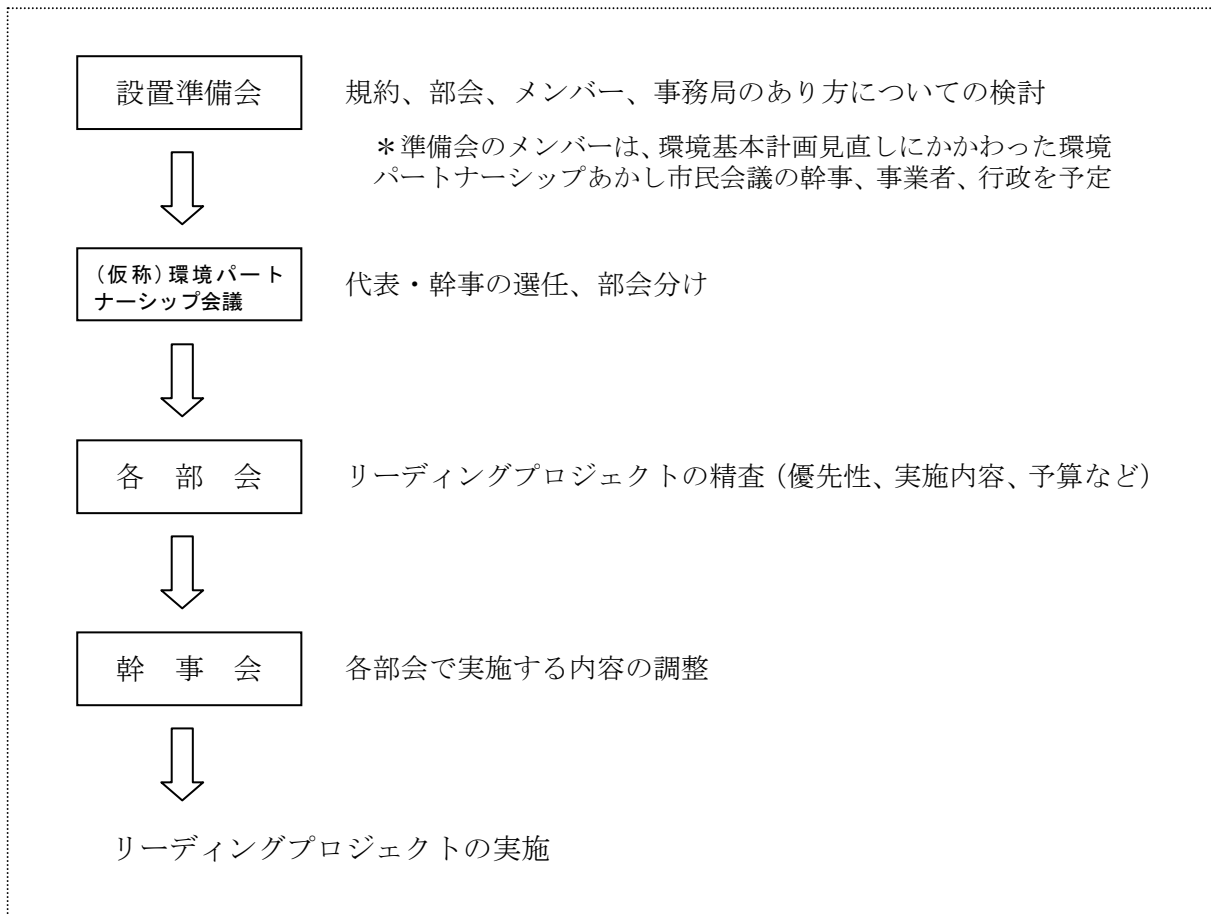 設置準備会
規約、部会、メンバー、事務局のあり方についての検討
＊準備会のメンバーは、環境基本計画見直しにかかわった環境
パートナーシップあかし市民会議の幹事、事業者、行政を予定
（仮称）環境パート
ナーシップ会議
代表・幹事の選任、部会分け
各　部　会
リーディングプロジェクトの精査（優先性、実施内容、予算など）
幹　事　会
各部会で実施する内容の調整
リーディングプロジェクトの実施